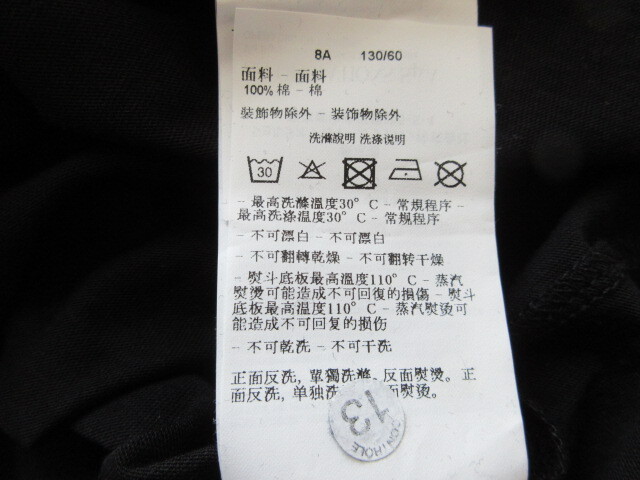 8A 130/60
面料 - 面料
100% 棉 - 棉
裝飾物除外 - 装饰物除外
洗滌說明 洗涤说明
30
- 最高洗滌溫度30° C - 常規程序 -
最高洗涤温度30° C - 常规程序
- 不可漂白 - 不可漂白
- 不可翻轉乾燥 - 不可翻转干燥
- 熨斗底板最高溫度110° C - 蒸汽
熨燙可能造成不可回復的損傷 - 熨斗
底板最高温度110° C - 蒸汽熨烫可
能造成不可回复的损伤
- 不可乾洗 - 不可干洗
正面反洗, 單獨洗滌, 反面熨燙。正
面反洗, 单独洗 面熨烫。
13
CONTROLE